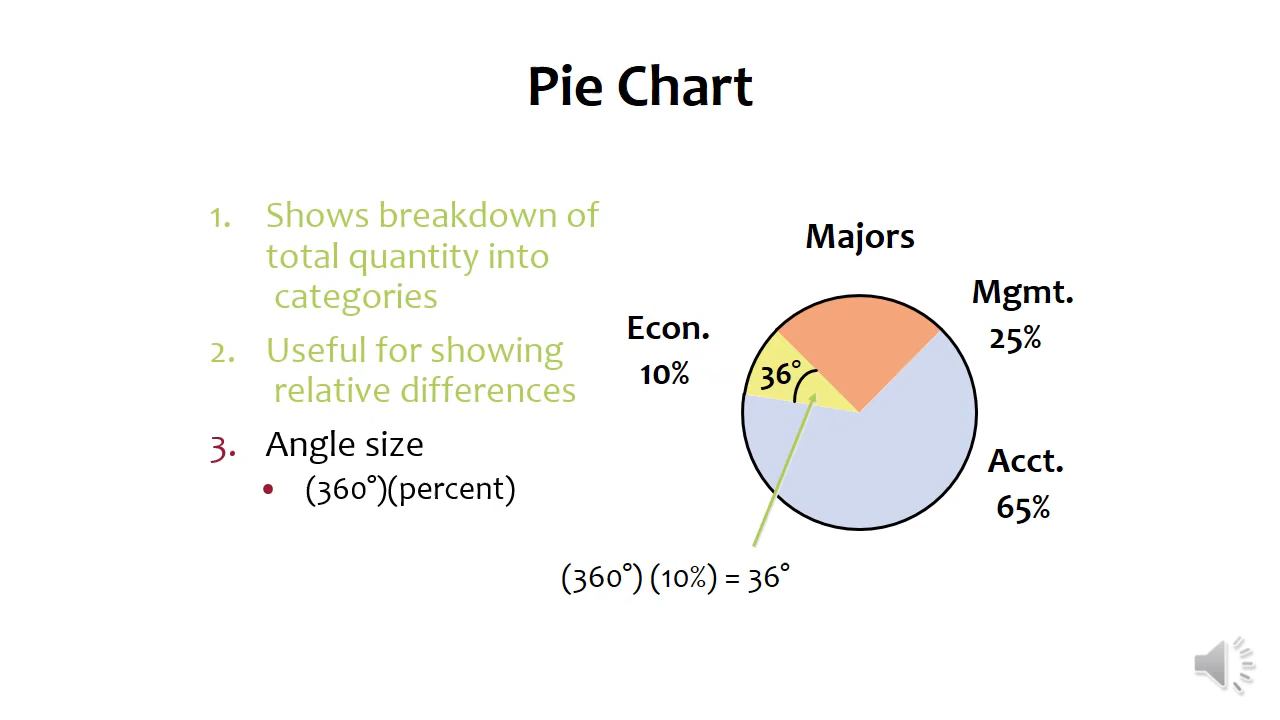 Pie Chart
1. Shows breakdown of
total quantity into
categories
2. Useful for showing
relative differences
3. Angle size
• (360°)(percent)
Majors
Mgmt.
25%
Econ.
10%
36°
Acct.
65%
(360°) (10%) = 36°